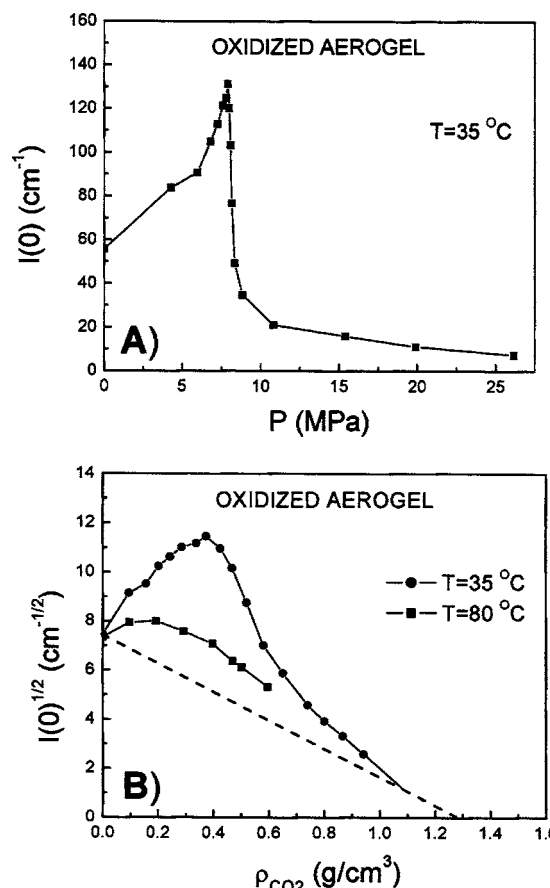 OXIDIZED AEROGEL
T=35 °C
I(0) (cm⁻¹)
160
140
120
100
80
60
40
20
0
A)
0 5 10 15 20 25
P (MPa)
OXIDIZED AEROGEL
T=35 °C
T=80 °C
I(0)^1/2 (cm^-1/2)
14
12
10
8
6
4
2
0
B)
0.0 0.2 0.4 0.6 0.8 1.0 1.2 1.4 1.6
ρCO2 (g/cm³)